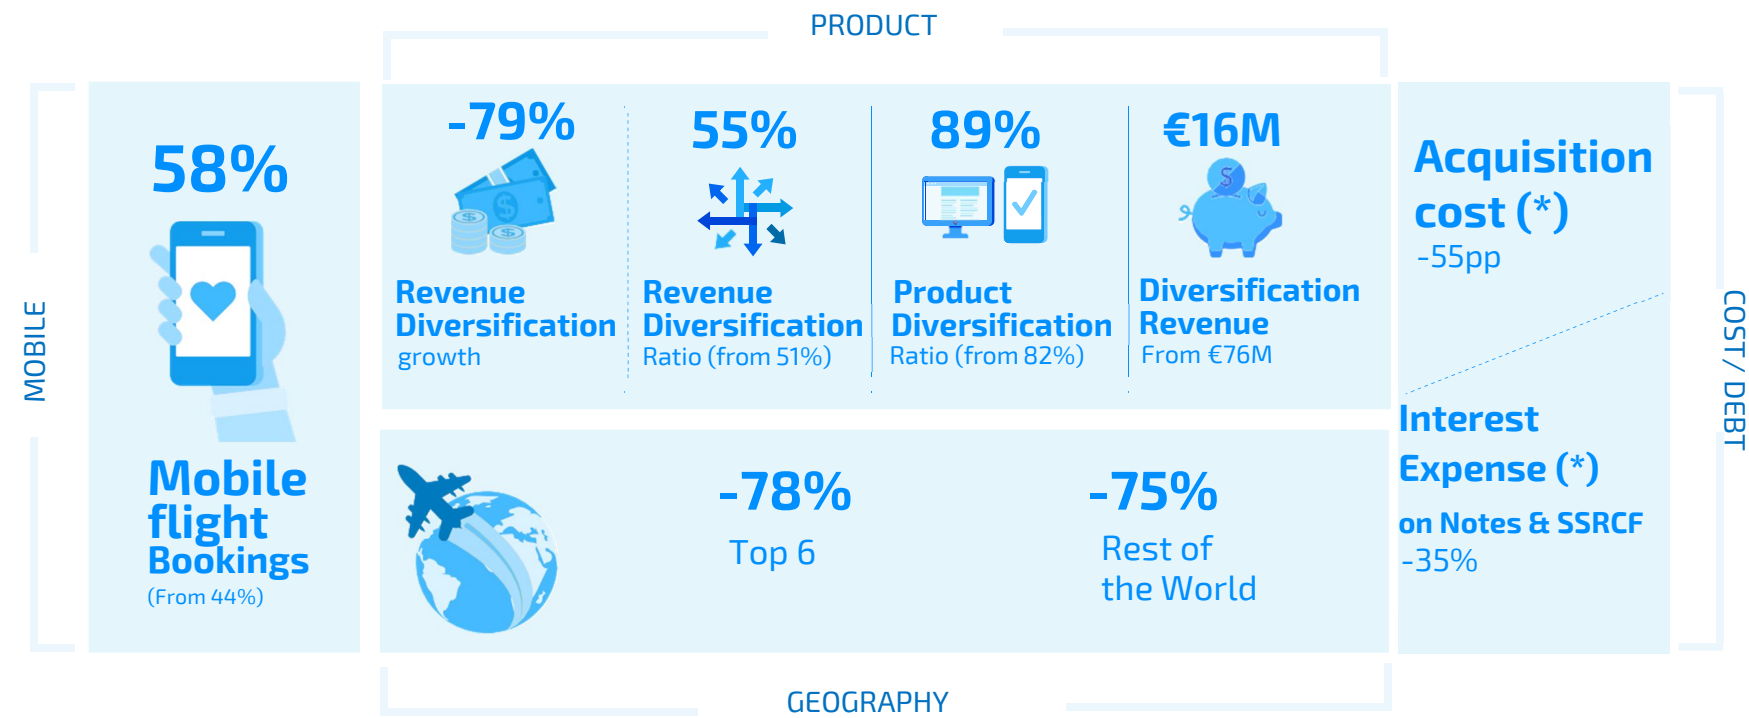 PRODUCT
MOBILE
58%
Mobile
flight
Bookings
(From 44%)
-79%
Revenue
Diversification
growth
55%
Revenue
Diversification
Ratio (from 51%)
89%
Product
Diversification
Ratio (from 82%)
€16M
Diversification
Revenue
From €76M
-78%
Top 6
-75%
Rest of
the World
Acquisition
cost (*)
-55pp
Interest
Expense (*)
on Notes & SSRCF
-35%
COST / DEBT
GEOGRAPHY